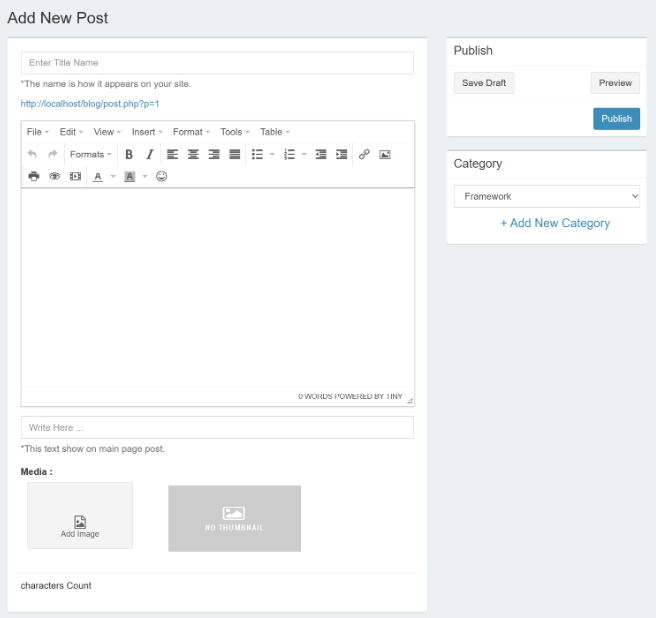 Add New Post
Enter Title Name
*The name is how it appears on your site.
http://localhost/blog/post.php?p=1
File Edit View Insert Format Tools Table
Formats B I
A A
0 WORDS POWERED BY TINY
Write Here ...
*This text show on main page post.
Media :
Add Image
NO THUMBNAIL
characters Count
Publish
Save Draft Preview
Publish
Category
Framework
+ Add New Category